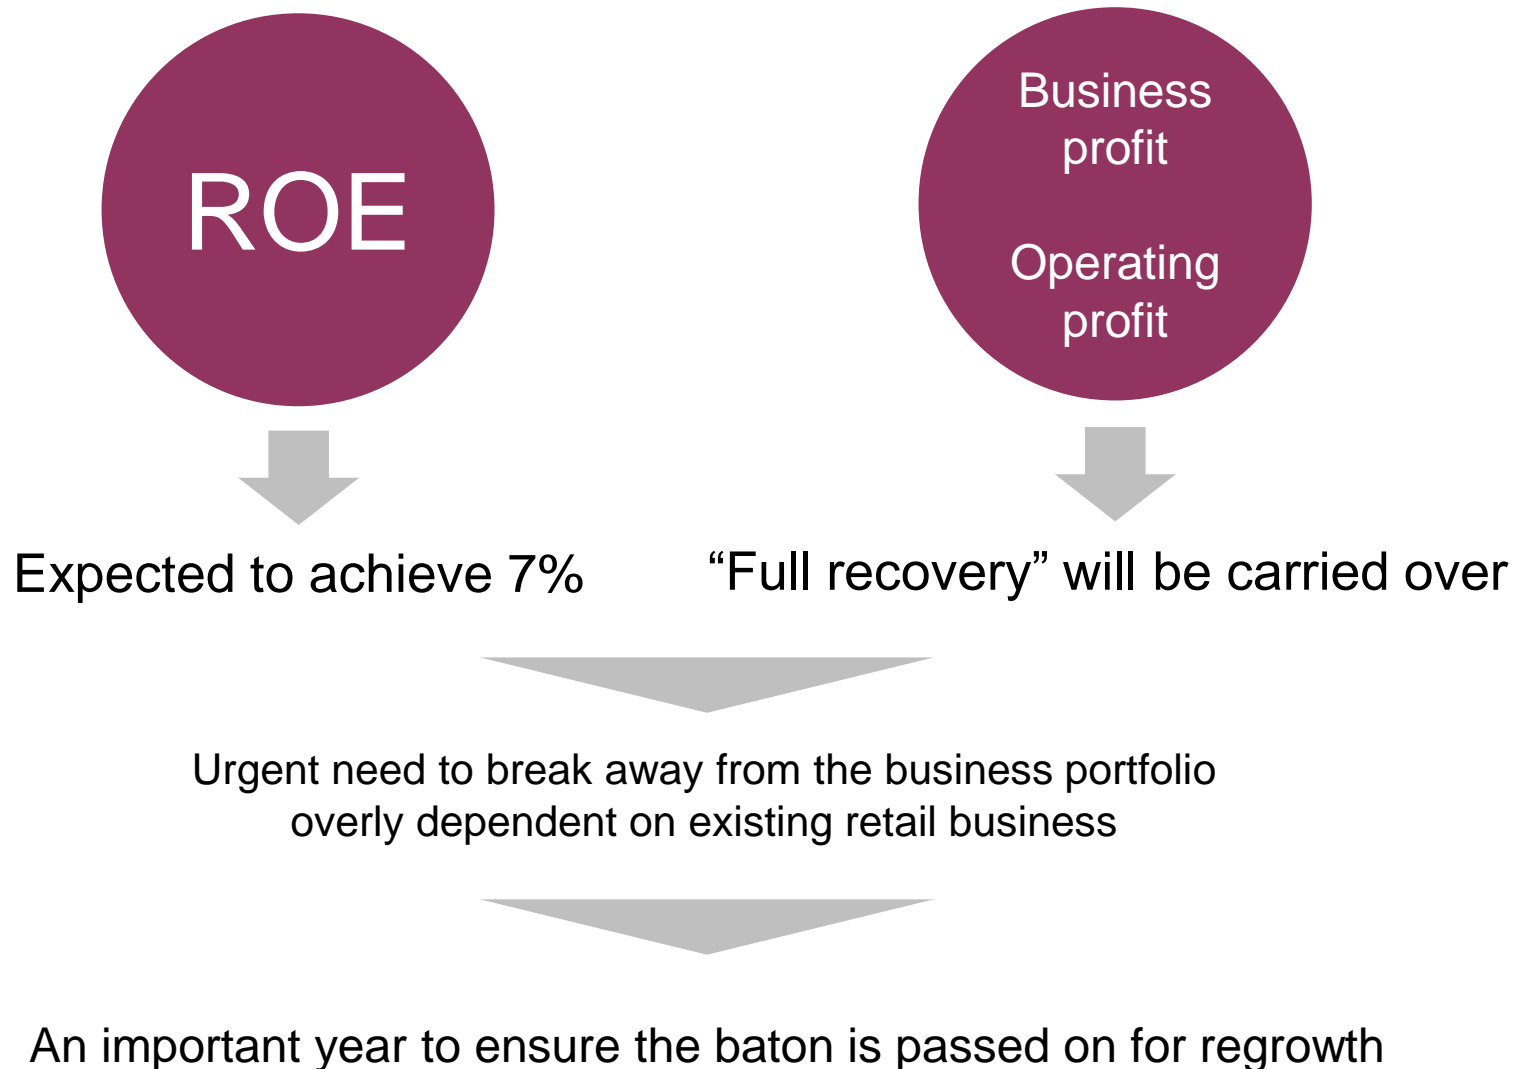 ROE
Business
profit
Operating
profit
Expected to achieve 7%
“Full recovery” will be carried over
Urgent need to break away from the business portfolio
overly dependent on existing retail business
An important year to ensure the baton is passed on for regrowth